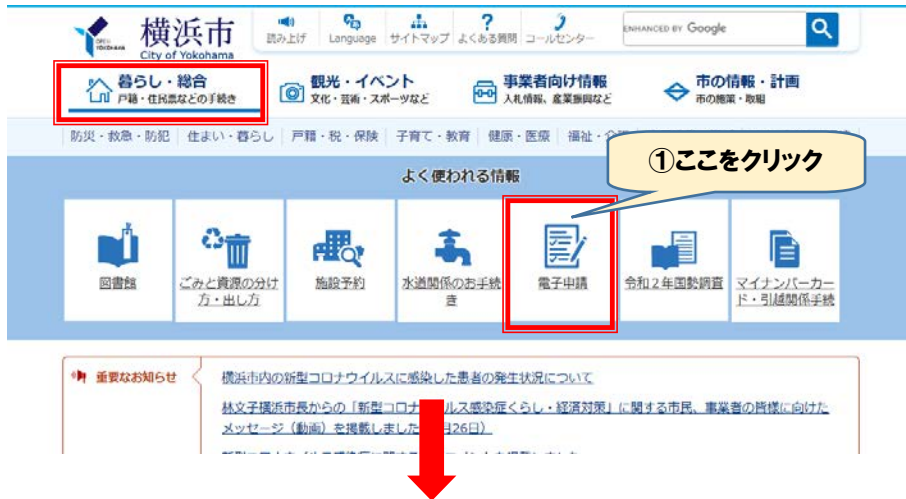 横浜市
City of Yokohama
OPEN YOKOHAMA
読み上げ
Language
サイトマップ
よくある質問
コールセンター
ENHANCED BY Google
暮らし・総合
戸籍・住民票などの手続き
観光・イベント
文化・芸術・スポーツなど
事業者向け情報
入札情報、産業振興など
市の情報・計画
市の施策・取組
防災・救急・防犯
住まい・暮らし
戸籍・税・保険
子育て・教育
健康・医療
福祉・
①ここをクリック
よく使われる情報
図書館
ごみと資源の分け
方・出し方
施設予約
水道関係のお手続
き
電子申請
令和2年国勢調査
マイナンバーカー
ド・引越関係手続
重要なお知らせ
横浜市内の新型コロナウイルスに感染した患者の発生状況について
林文子横浜市長からの「新型コロナ ルス感染症くらし・経済対策」に関する市民、事業者の皆様に向けた
メッセージ（動画）を掲載しました 月26日）